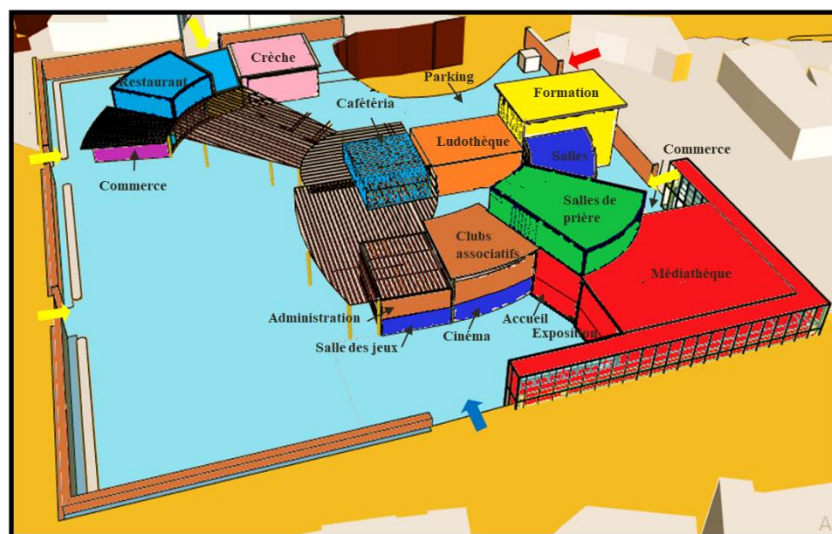 Crèche
Restaurant
Parking
Cafétéria
Formation
Ludothèque
Commerce
Salles
Commerce
Salles de
prière
Clubs
associatifs
Médiathèque
Administration
Accueil
Exposition
Cinéma
Salle des jeux
A